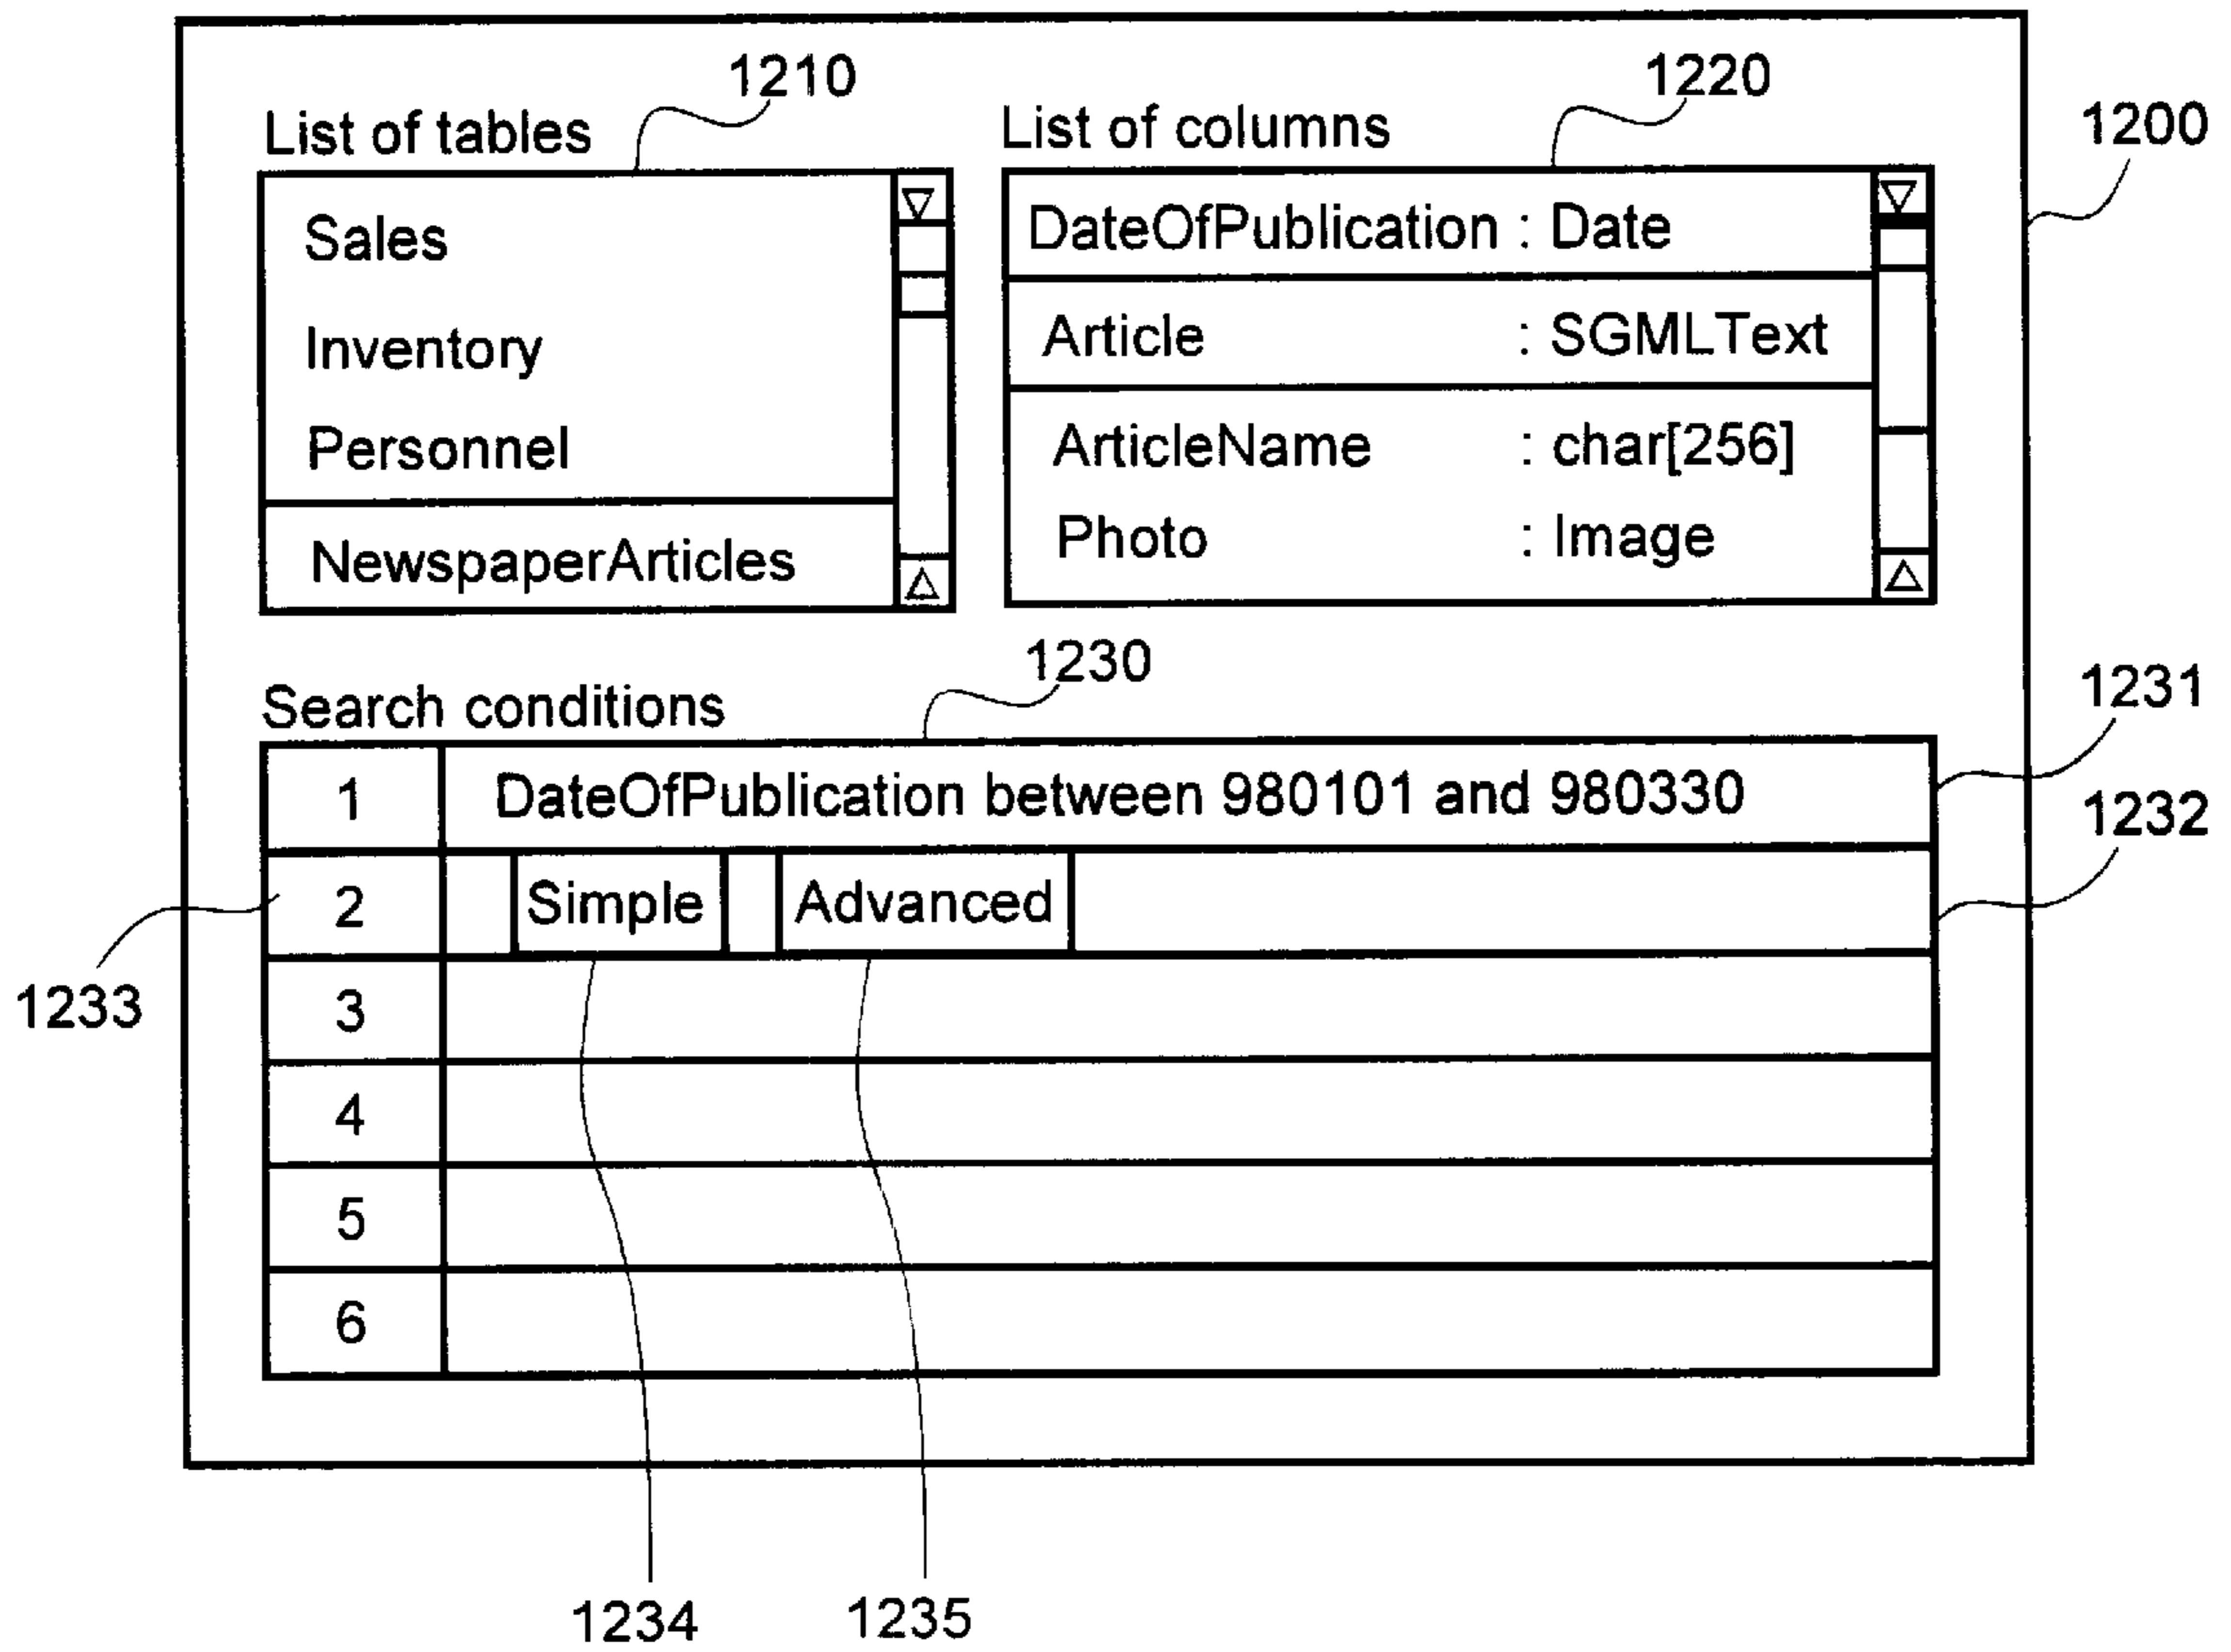 1210
1220
1200
List of tables
List of columns
Sales
Inventory
Personnel
NewspaperArticles
DateOfPublication : Date
Article : SGMLText
ArticleName : char[256]
Photo : Image
1230
1231
Search conditions
1232
1 DateOfPublication between 980101 and 980330
2 Simple Advanced
1233
3
4
5
6
1234
1235